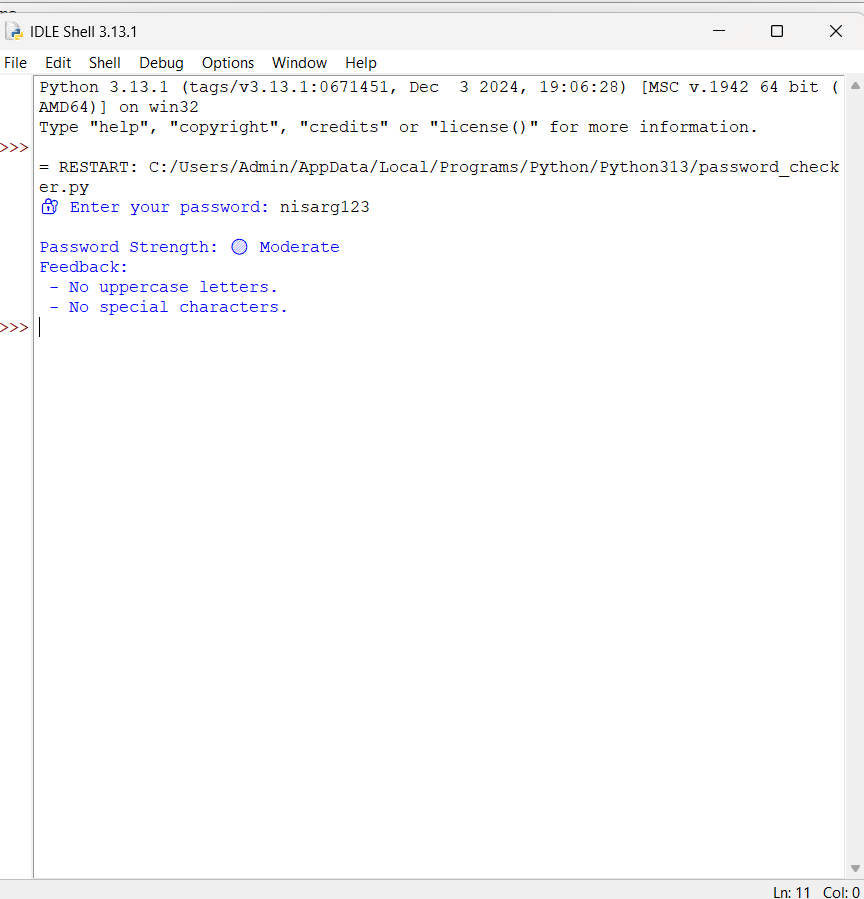 IDLE Shell 3.13.1
File Edit Shell Debug Options Window Help
Python 3.13.1 (tags/v3.13.1:0671451, Dec  3 2024, 19:06:28) [MSC v.1942 64 bit (
AMD64)] on win32
Type "help", "copyright", "credits" or "license()" for more information.
>>>
= RESTART: C:/Users/Admin/AppData/Local/Programs/Python/Python313/password_check
er.py
🔐 Enter your password: nisarg123
Password Strength: 🟡 Moderate
Feedback:
 - No uppercase letters.
 - No special characters.
>>>
Ln: 11 Col: 0